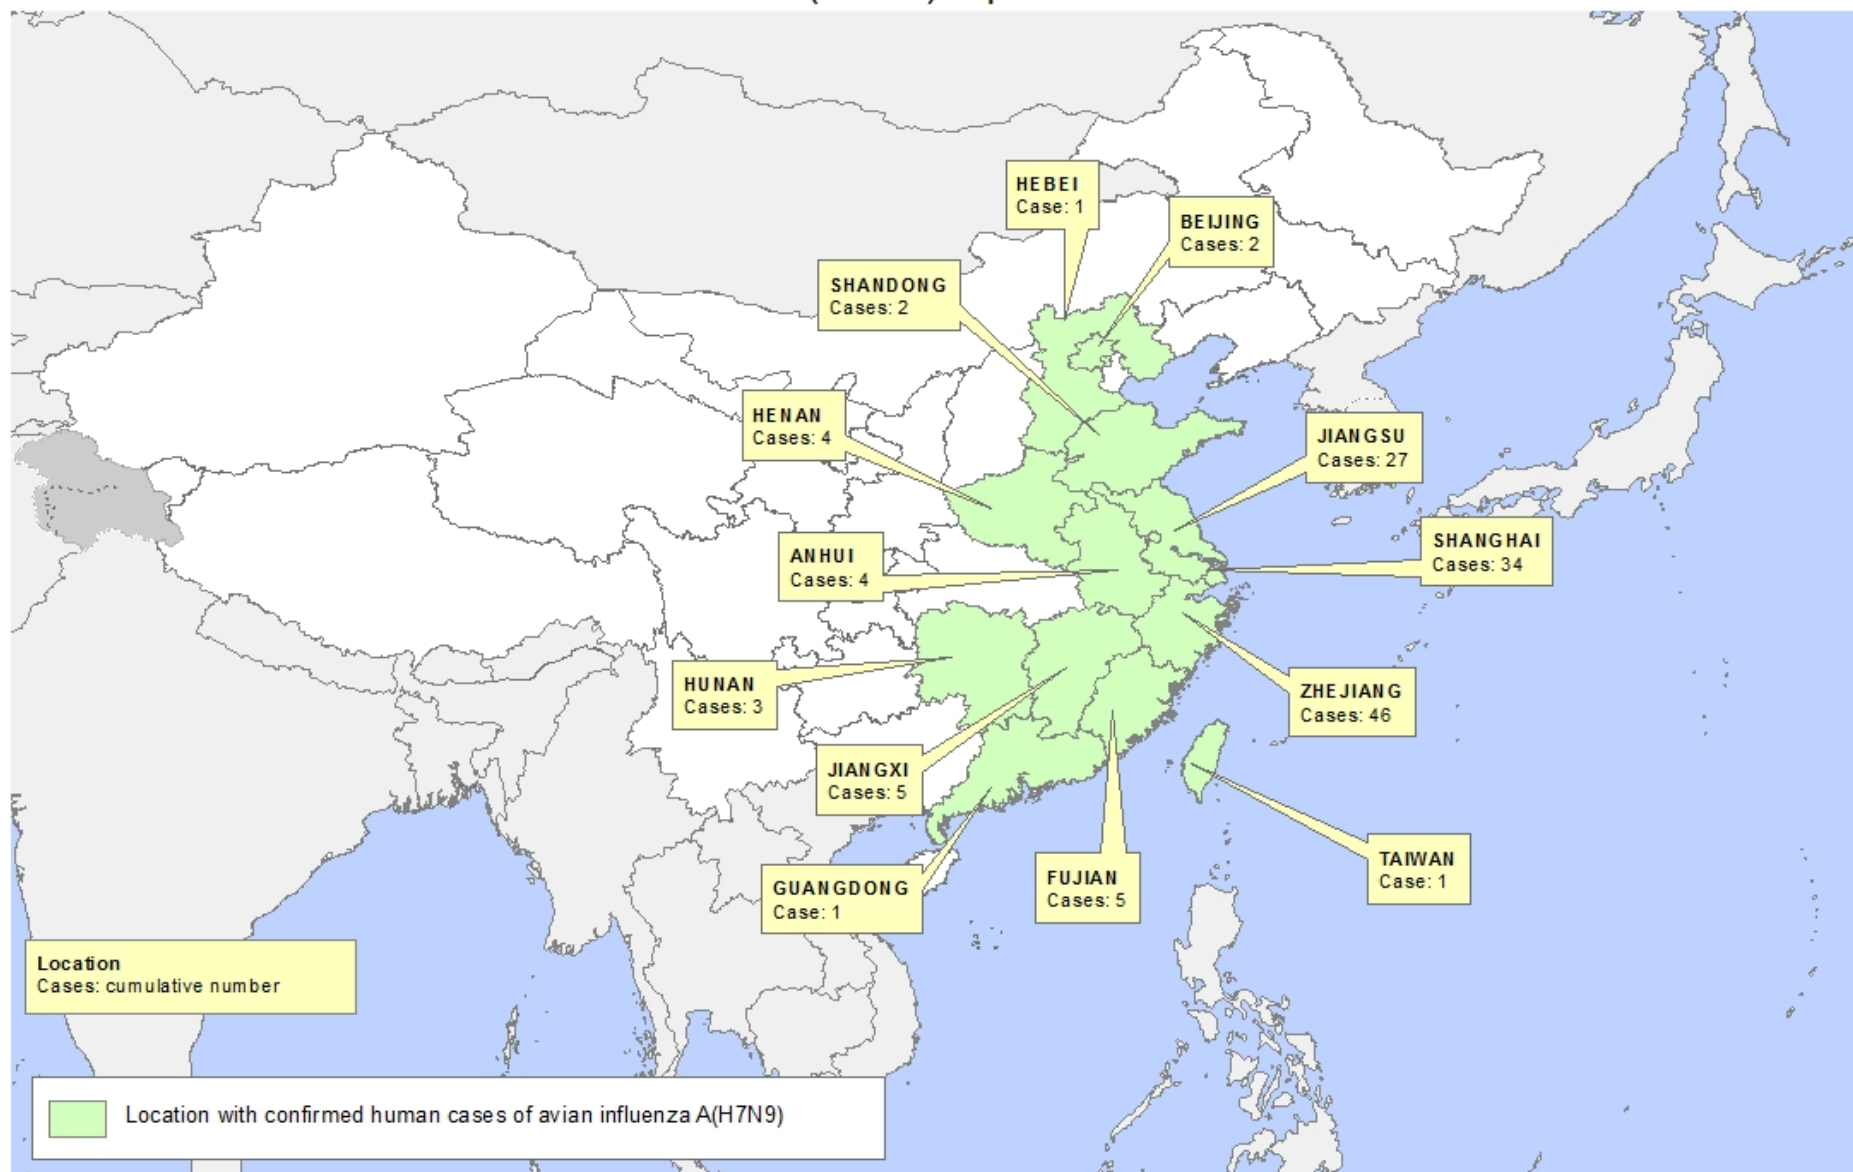 HEBEI
Case: 1
BEIJING
Cases: 2
SHANDONG
Cases: 2
HENAN
Cases: 4
JIANGSU
Cases: 27
ANHUI
Cases: 4
SHANGHAI
Cases: 34
HUNAN
Cases: 3
ZHEJIANG
Cases: 46
JIANGXI
Cases: 5
TAIWAN
Case: 1
GUANGDONG
Case: 1
FUJIAN
Cases: 5
Location
Cases: cumulative number
Location with confirmed human cases of avian influenza A(H7N9)